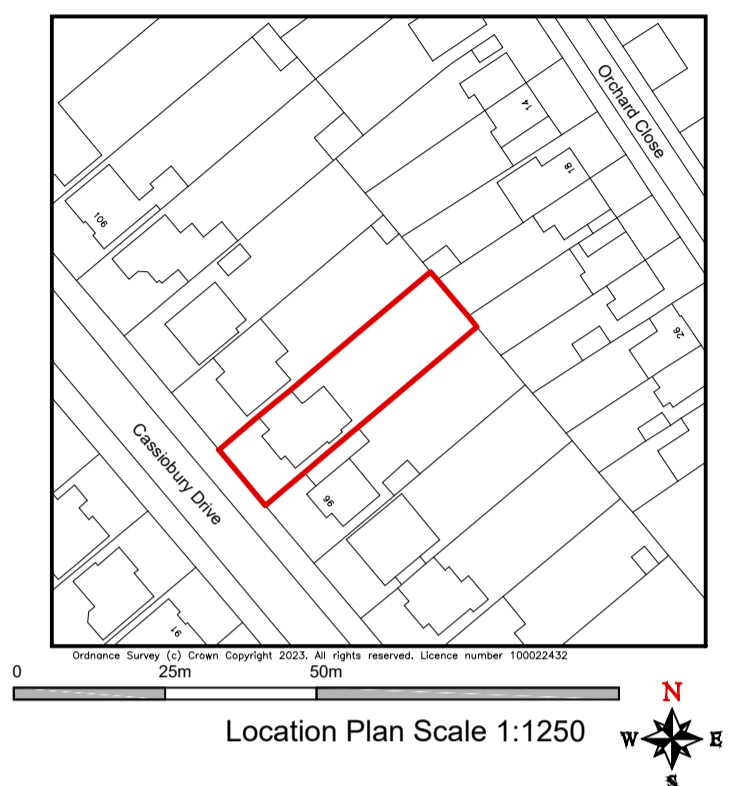 Orchard Close
14
18
106
26
Cassiobury Drive
96
91
Ordnance Survey (c) Crown Copyright 2023. All rights reserved. Licence number 100022432
0 25m 50m
Location Plan Scale 1:1250
N
W E
S